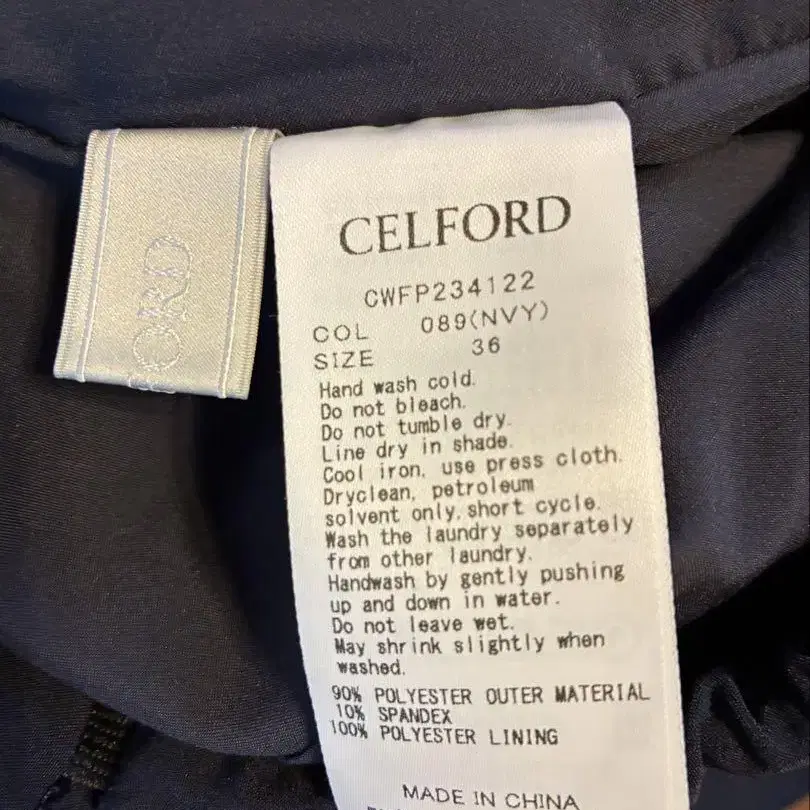 ORD
CELFORD
CWFP234122
COL 089(NVY)
SIZE 36
Hand wash cold.
Do not bleach.
Do not tumble dry.
Line dry in shade.
Cool iron, use press cloth.
Dryclean, petroleum
solvent only, short cycle.
Wash the laundry separately
from other laundry.
Handwash by gently pushing
up and down in water.
Do not leave wet.
May shrink slightly when
washed.
90% POLYESTER OUTER MATERIAL
10% SPANDEX
100% POLYESTER LINING
MADE IN CHINA